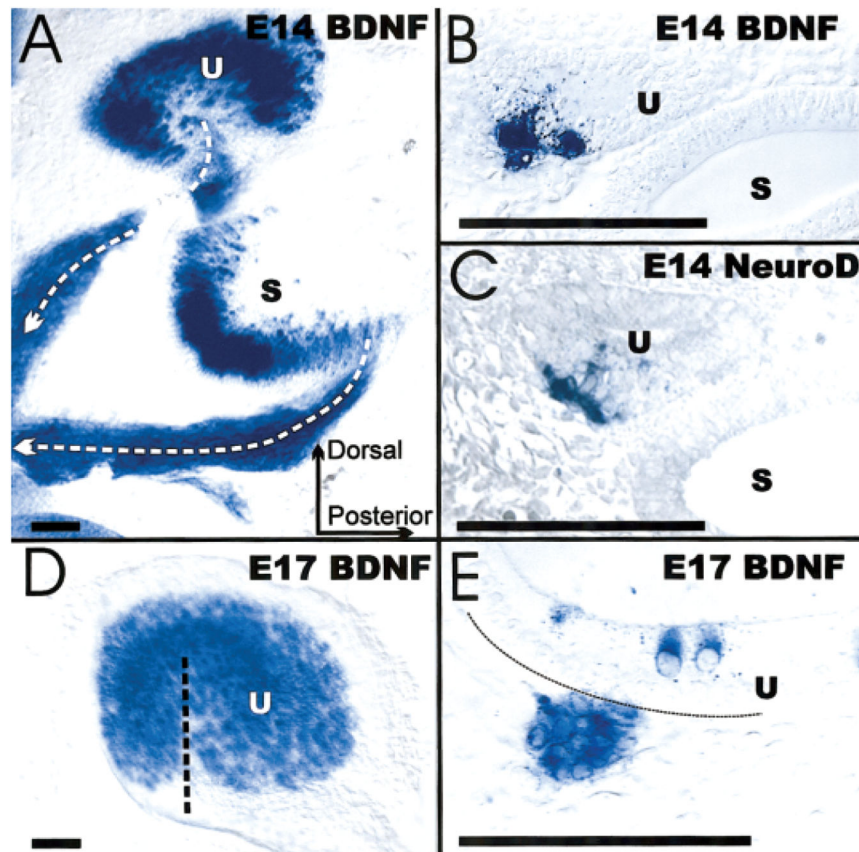 A
E14 BDNF
U
S
Dorsal
Posterior
B
E14 BDNF
U
S
C
E14 NeuroD
U
S
D
E17 BDNF
U
E
E17 BDNF
U